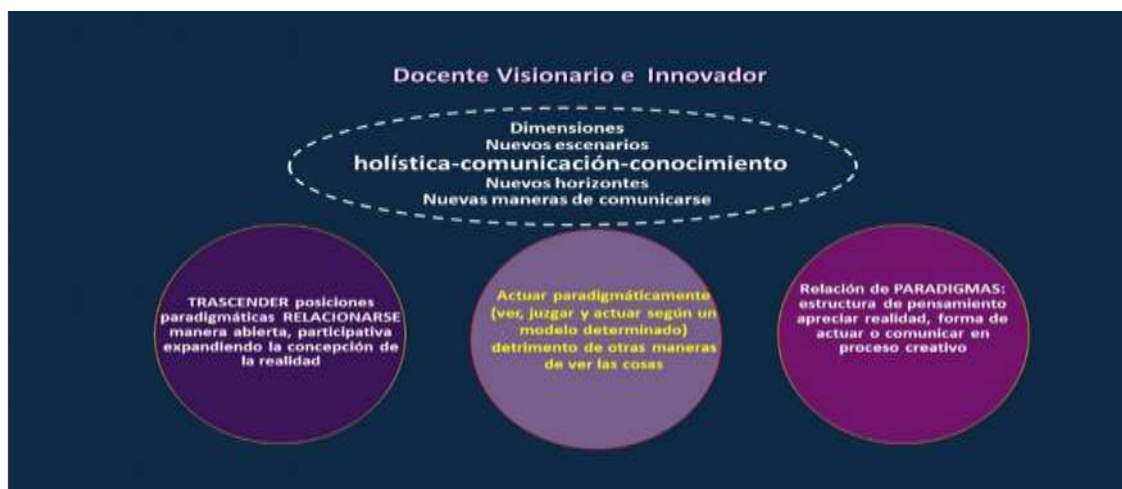 Docente Visionario e Innovador
Dimensiones
Nuevos escenarios
holística-comunicación-conocimiento
Nuevos horizontes
Nuevas maneras de comunicarse
TRASCENDER posiciones
paradigmáticas RELACIONARSE
manera abierta, participativa
expandiendo la concepción de
la realidad
Actuar paradigmáticamente
(ver, juzgar y actuar según un
modelo determinado)
detrimento de otras maneras
de ver las cosas
Relación de PARADIGMAS:
estructura de pensamiento
apreciar realidad, forma de
actuar o comunicar en
proceso creativo